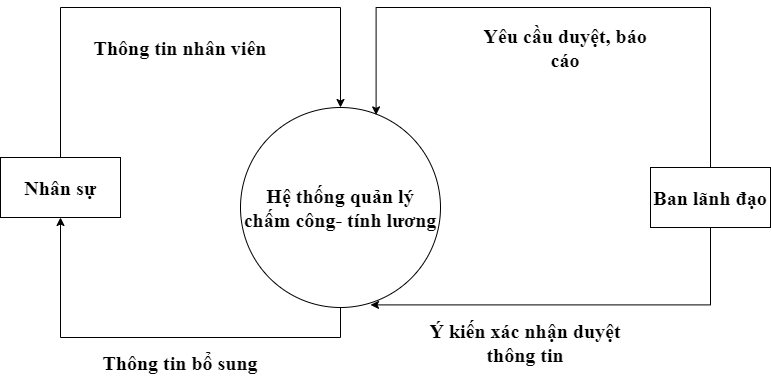 Thông tin nhân viên
Yêu cầu duyệt, báo
cáo
Nhân sự
Hệ thống quản lý
chấm công- tính lương
Ban lãnh đạo
Ý kiến xác nhận duyệt
thông tin
Thông tin bổ sung